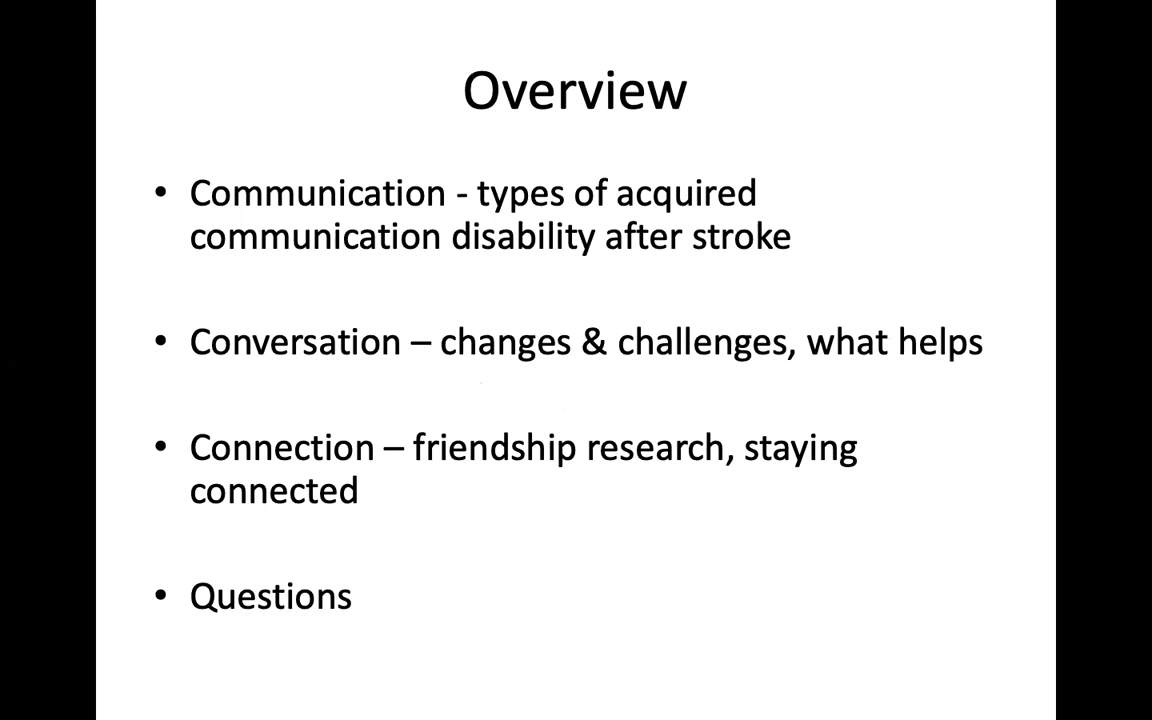 Overview
• Communication - types of acquired
communication disability after stroke
• Conversation – changes & challenges, what helps
• Connection – friendship research, staying
connected
• Questions